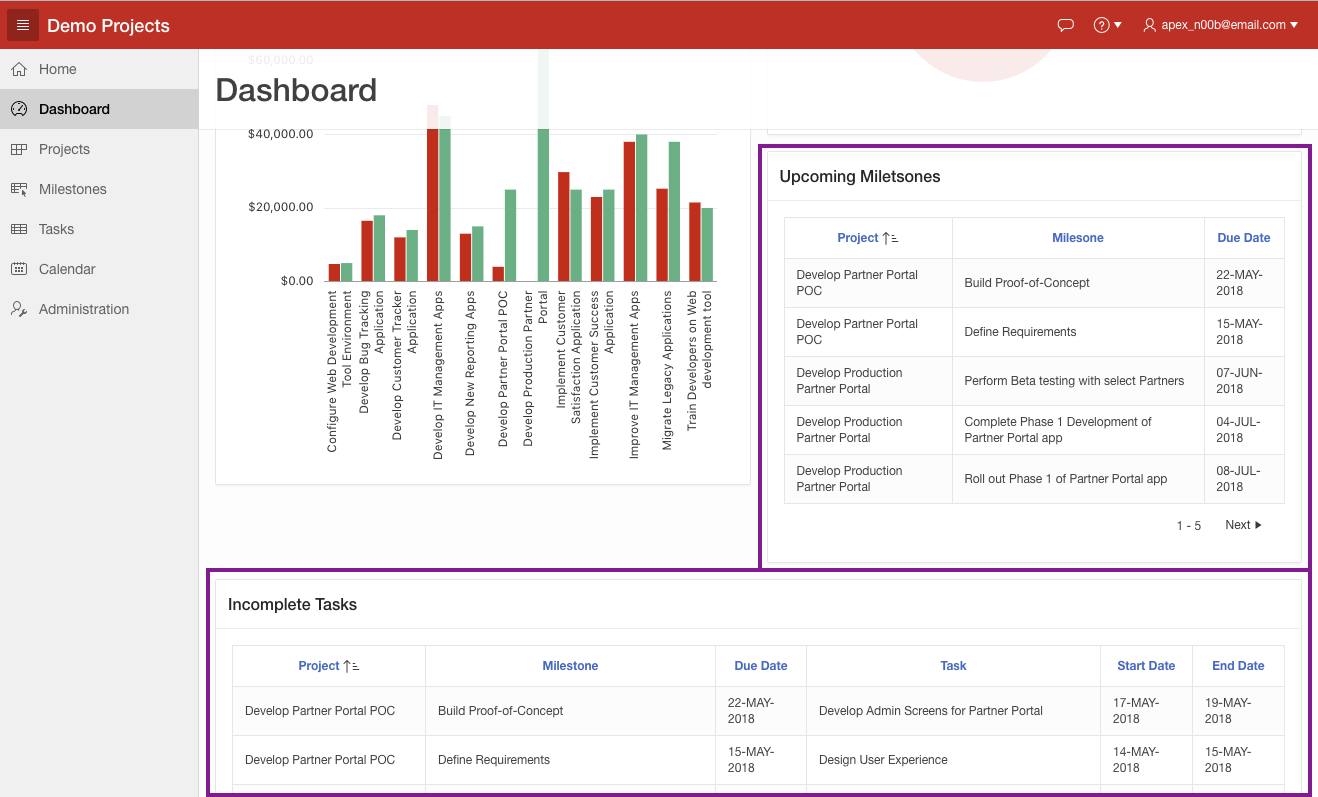 Demo Projects
apex_n00b@email.com
Home
Dashboard
Projects
Milestones
Tasks
Calendar
Administration
Dashboard
$60,000.00
$40,000.00
$20,000.00
$0.00
Configure Web Development
Tool Environment
Develop Bug Tracking
Application
Develop Customer Tracker
Application
Develop IT Management Apps
Develop New Reporting Apps
Develop Partner Portal POC
Develop Production Partner
Portal
Implement Customer
Satisfaction Application
Implement Customer Success
Application
Improve IT Management Apps
Migrate Legacy Applications
Train Developers on Web
development tool
Upcoming Miletsones
Project Milesone Due Date
Develop Partner Portal
POC
Build Proof-of-Concept
22-MAY-
2018
Develop Partner Portal
POC
Define Requirements
15-MAY-
2018
Develop Production
Partner Portal
Perform Beta testing with select Partners
07-JUN-
2018
Develop Production
Partner Portal
Complete Phase 1 Development of
Partner Portal app
04-JUL-
2018
Develop Production
Partner Portal
Roll out Phase 1 of Partner Portal app
08-JUL-
2018
1 - 5 Next
Incomplete Tasks
Project Milestone Due Date Task Start Date End Date
Develop Partner Portal POC
Build Proof-of-Concept
22-MAY-
2018
Develop Admin Screens for Partner Portal
17-MAY-
2018
19-MAY-
2018
Develop Partner Portal POC
Define Requirements
15-MAY-
2018
Design User Experience
14-MAY-
2018
15-MAY-
2018